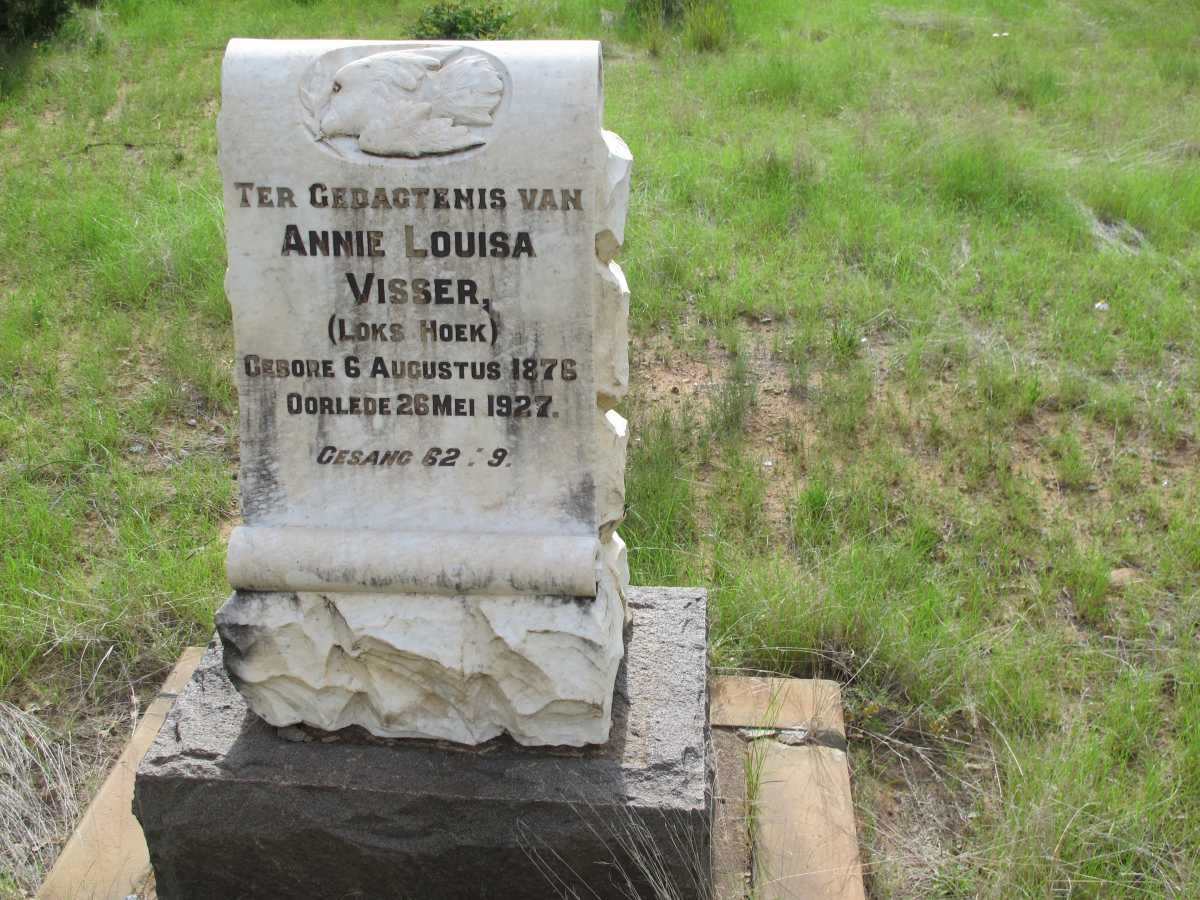 TER GEDAGTENIS VAN
ANNIE LOUISA
VISSER,
(LOKS HOEK)
GEBORE 6 AUGUSTUS 1876
OORLEDE 26 MEI 1927.
GESANG 62 : 9.